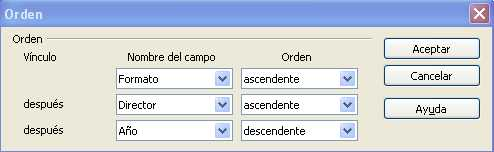 Orden
Orden
Vínculo Nombre del campo Orden
Formato ascendente
después Director ascendente
después Año descendente
Aceptar
Cancelar
Ayuda